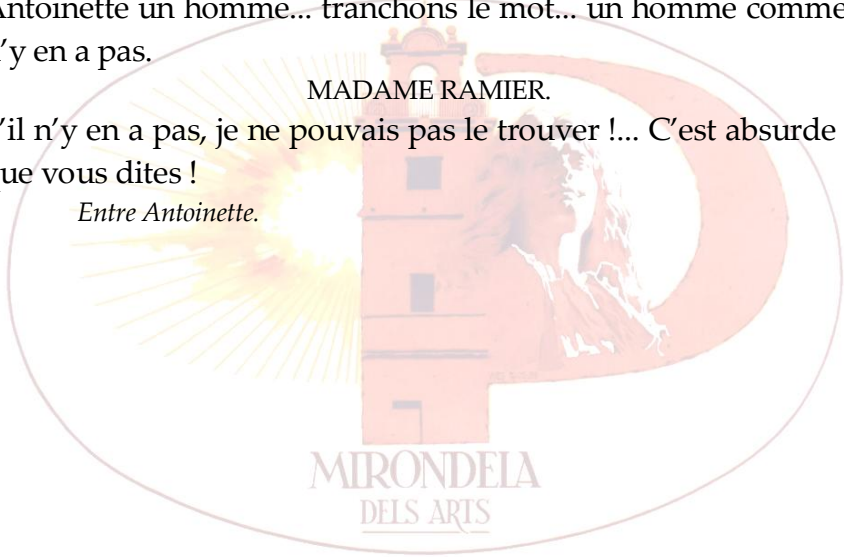 Antoinette un homme... tranchons le mot... un homme comme
'y en a pas.
MADAME RAMIER.
'il n'y en a pas, je ne pouvais pas le trouver !... C'est absurde
ue vous dites !
Entre Antoinette.
MIRONDELA
DELS ARTS